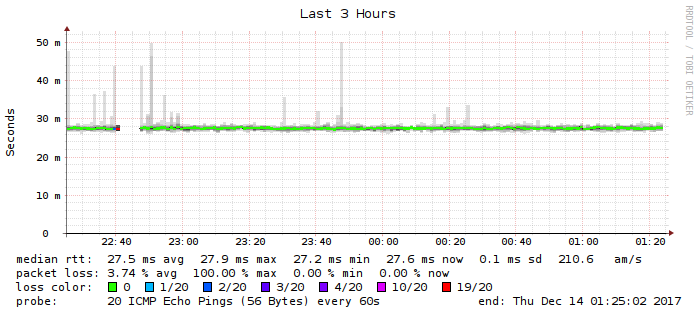 Last 3 Hours
RRDTOOL / TOBI OETIKER
Seconds
50 m
40 m
30 m
20 m
10 m
0
22:40 23:00 23:20 23:40 00:00 00:20 00:40 01:00 01:20
median rtt: 27.5 ms avg 27.9 ms max 27.2 ms min 27.6 ms now 0.1 ms sd 210.6 am/s
packet loss: 3.74 % avg 100.00 % max 0.00 % min 0.00 % now
loss color: 0 1/20 2/20 3/20 4/20 10/20 19/20
probe: 20 ICMP Echo Pings (56 Bytes) every 60s end: Thu Dec 14 01:25:02 2017